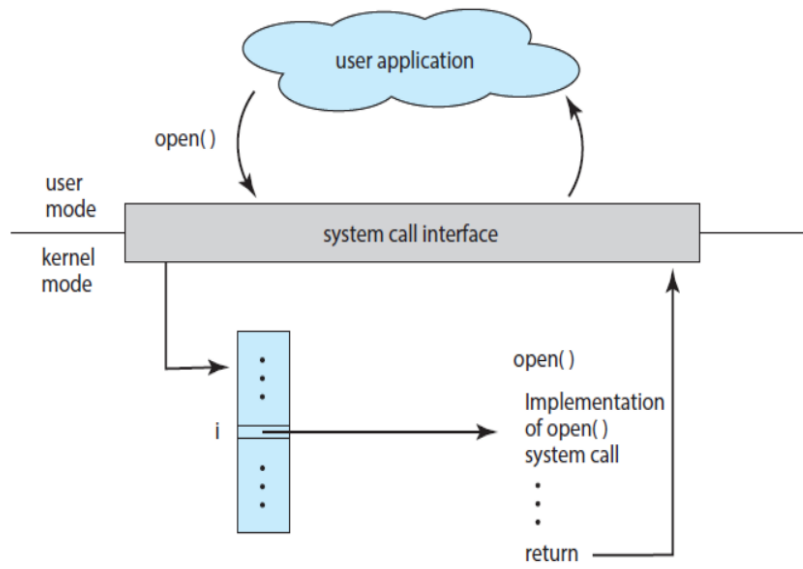 user application
open( )
user
mode
system call interface
kernel
mode
open( )
Implementation
of open( )
system call
i
return